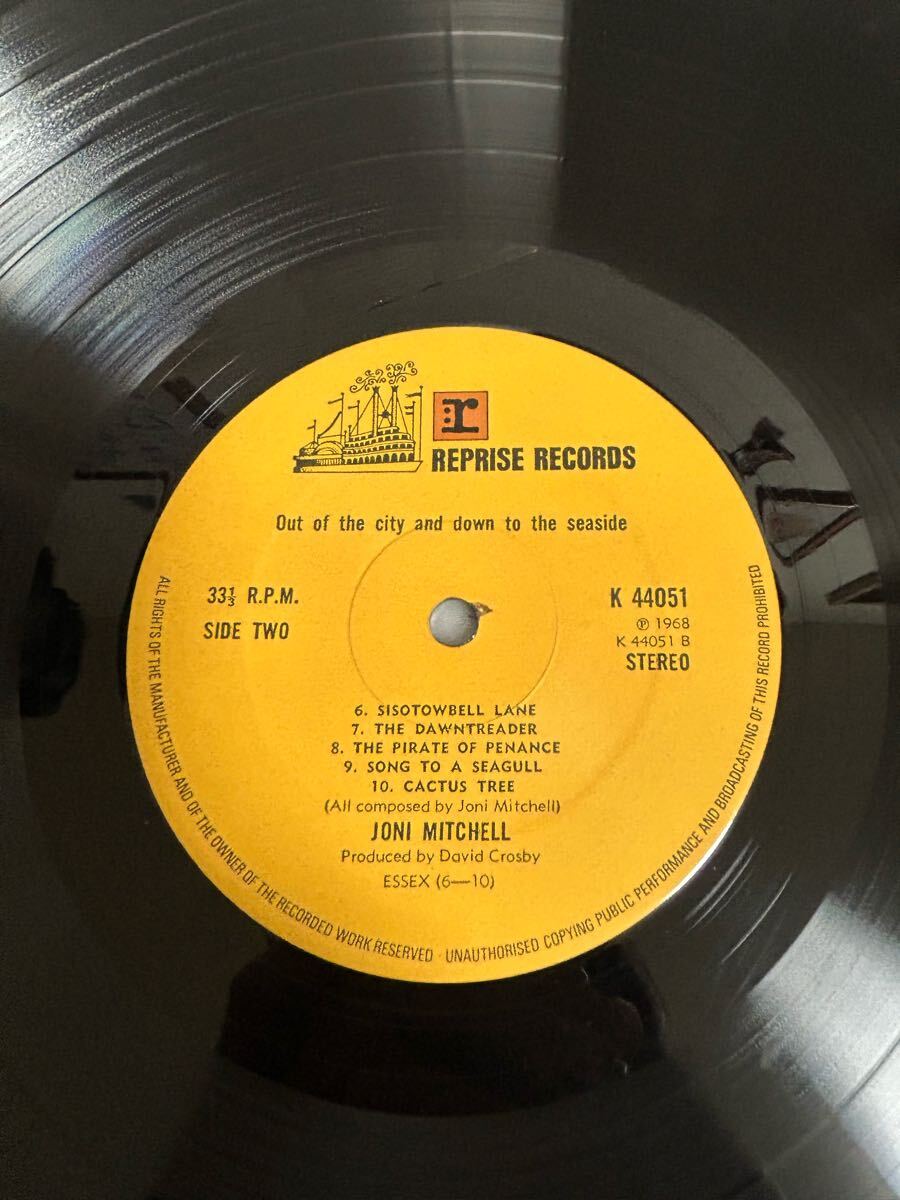 r
REPRISE RECORDS
Out of the city and down to the seaside
33⅓ R.P.M.
SIDE TWO
K 44051
℗ 1968
K 44051 B
STEREO
6. SISOTOWBELL LANE
7. THE DAWNTREADER
8. THE PIRATE OF PENANCE
9. SONG TO A SEAGULL
10. CACTUS TREE
(All composed by Joni Mitchell)
JONI MITCHELL
Produced by David Crosby
ESSEX (6—10)
ALL RIGHTS OF THE MANUFACTURER AND OF THE OWNER OF THE RECORDED WORK RESERVED · UNAUTHORISED COPYING PUBLIC PERFORMANCE AND BROADCASTING OF THIS RECORD PROHIBITED